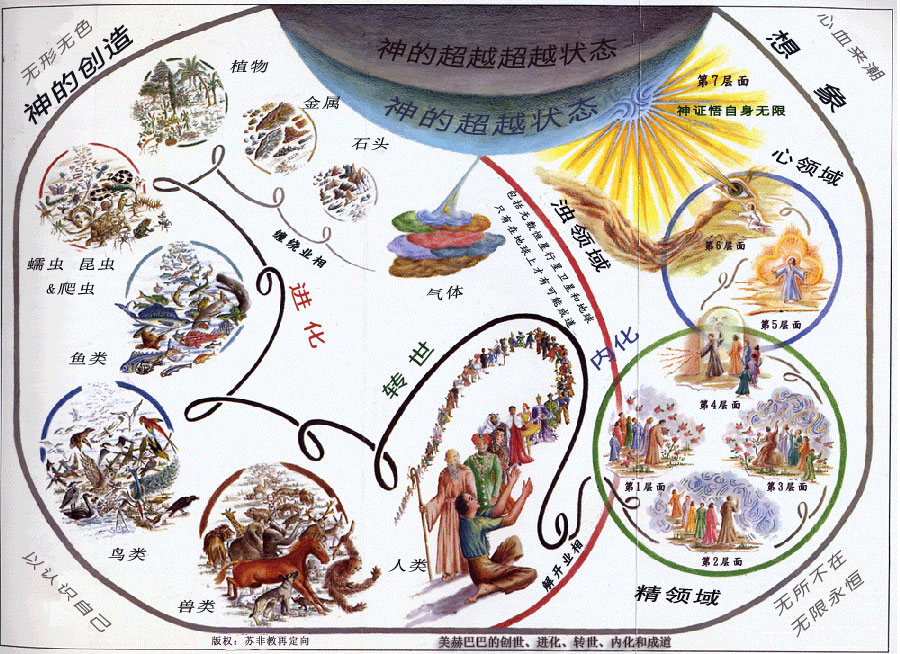 无形无色
神的创造
植物
金属
石头
神的超越超越状态
神的超越状态
第7层面
神证悟自身无限
想象
心血来潮
心领域
浊领域
包括无数恒星行星卫星和地球
只有在地球上才有可能成道
缠绕业相
气体
蠕虫 昆虫
&爬虫
鱼类
进化
转世
内化
第6层面
第5层面
第4层面
第1层面
第3层面
第2层面
鸟类
兽类
人类
解开业相
精领域
以认识自己
无所不在
无限永恒
版权：苏非教再定向
美赫巴巴的创世、进化、转世、内化和成道